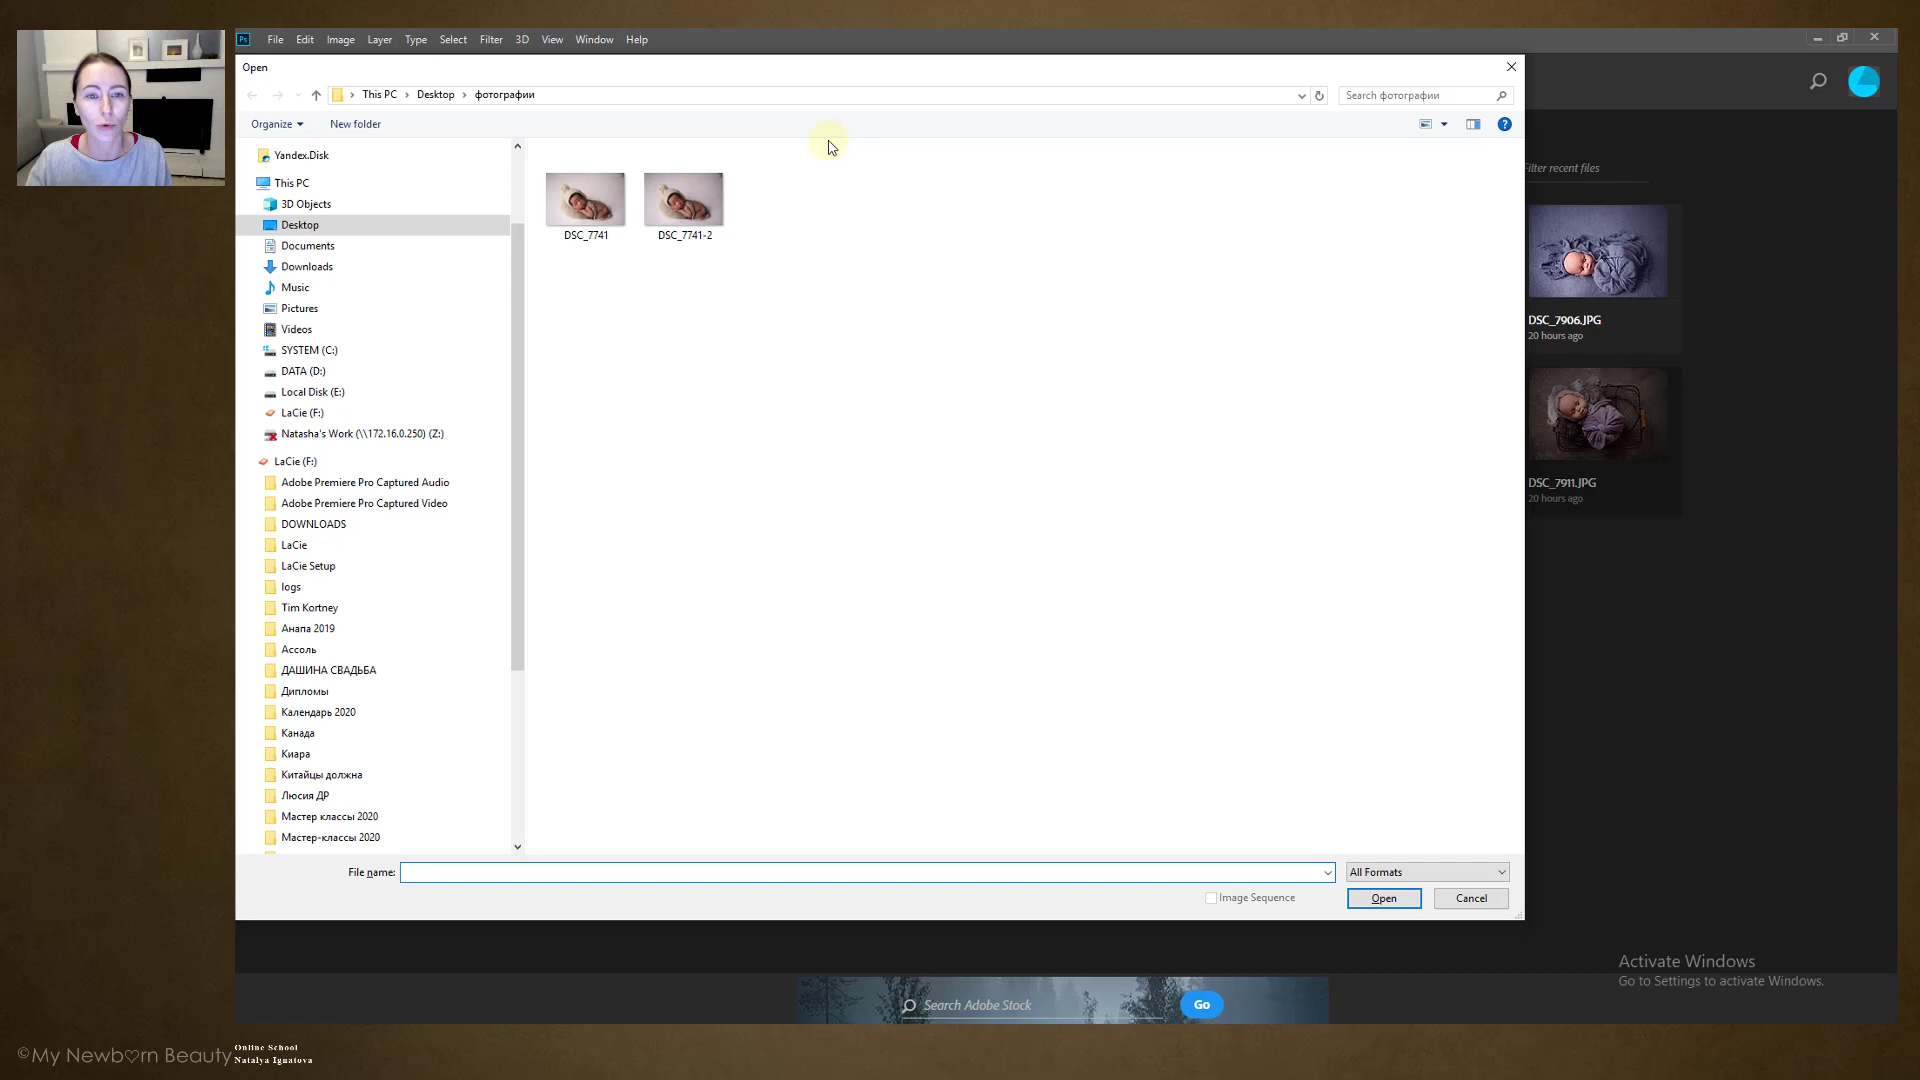 Ps File Edit Image Layer Type Select Filter 3D View Window Help
Open
This PC Desktop фотографии
Search фотографии
Organize New folder
Yandex.Disk
This PC
3D Objects
Desktop
Documents
Downloads
Music
Pictures
Videos
SYSTEM (C:)
DATA (D:)
Local Disk (E:)
LaCie (F:)
Natasha's Work (\\172.16.0.250) (Z:)
LaCie (F:)
Adobe Premiere Pro Captured Audio
Adobe Premiere Pro Captured Video
DOWNLOADS
LaCie
LaCie Setup
logs
Tim Kortney
Анапа 2019
Ассоль
ДАШИНА СВАДЬБА
Дипломы
Календарь 2020
Канада
Киара
Китайцы должна
Люсия ДР
Мастер классы 2020
Мастер-классы 2020
DSC_7741
DSC_7741-2
File name:
All Formats
Image Sequence
Open
Cancel
Filter recent files
DSC_7906.JPG
20 hours ago
DSC_7911.JPG
20 hours ago
Activate Windows
Go to Settings to activate Windows.
Search Adobe Stock
Go
©My Newborn Beauty
Online School
Natalya Ignatova